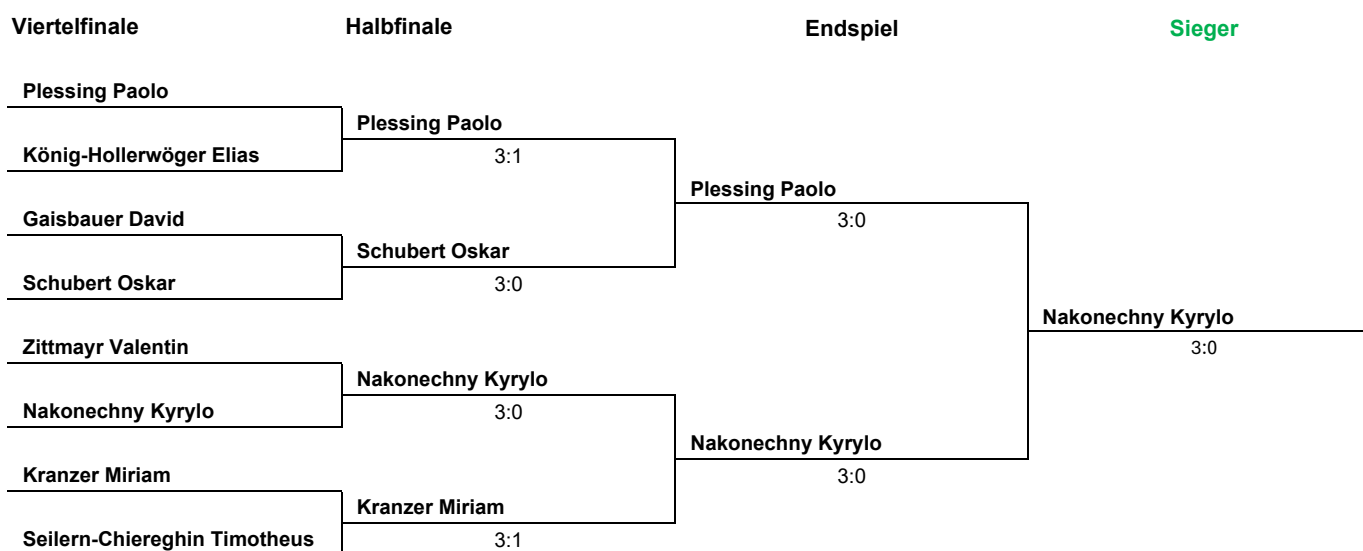 Viertelfinale Halbfinale Endspiel Sieger
Plessing Paolo
Plessing Paolo
König-Hollerwöger Elias 3:1
Plessing Paolo
Gaisbauer David 3:0
Schubert Oskar
Schubert Oskar 3:0
Nakonechny Kyrylo
Zittmayr Valentin 3:0
Nakonechny Kyrylo
Nakonechny Kyrylo 3:0
Nakonechny Kyrylo
Kranzer Miriam 3:0
Kranzer Miriam
Seilern-Chiereghin Timotheus 3:1